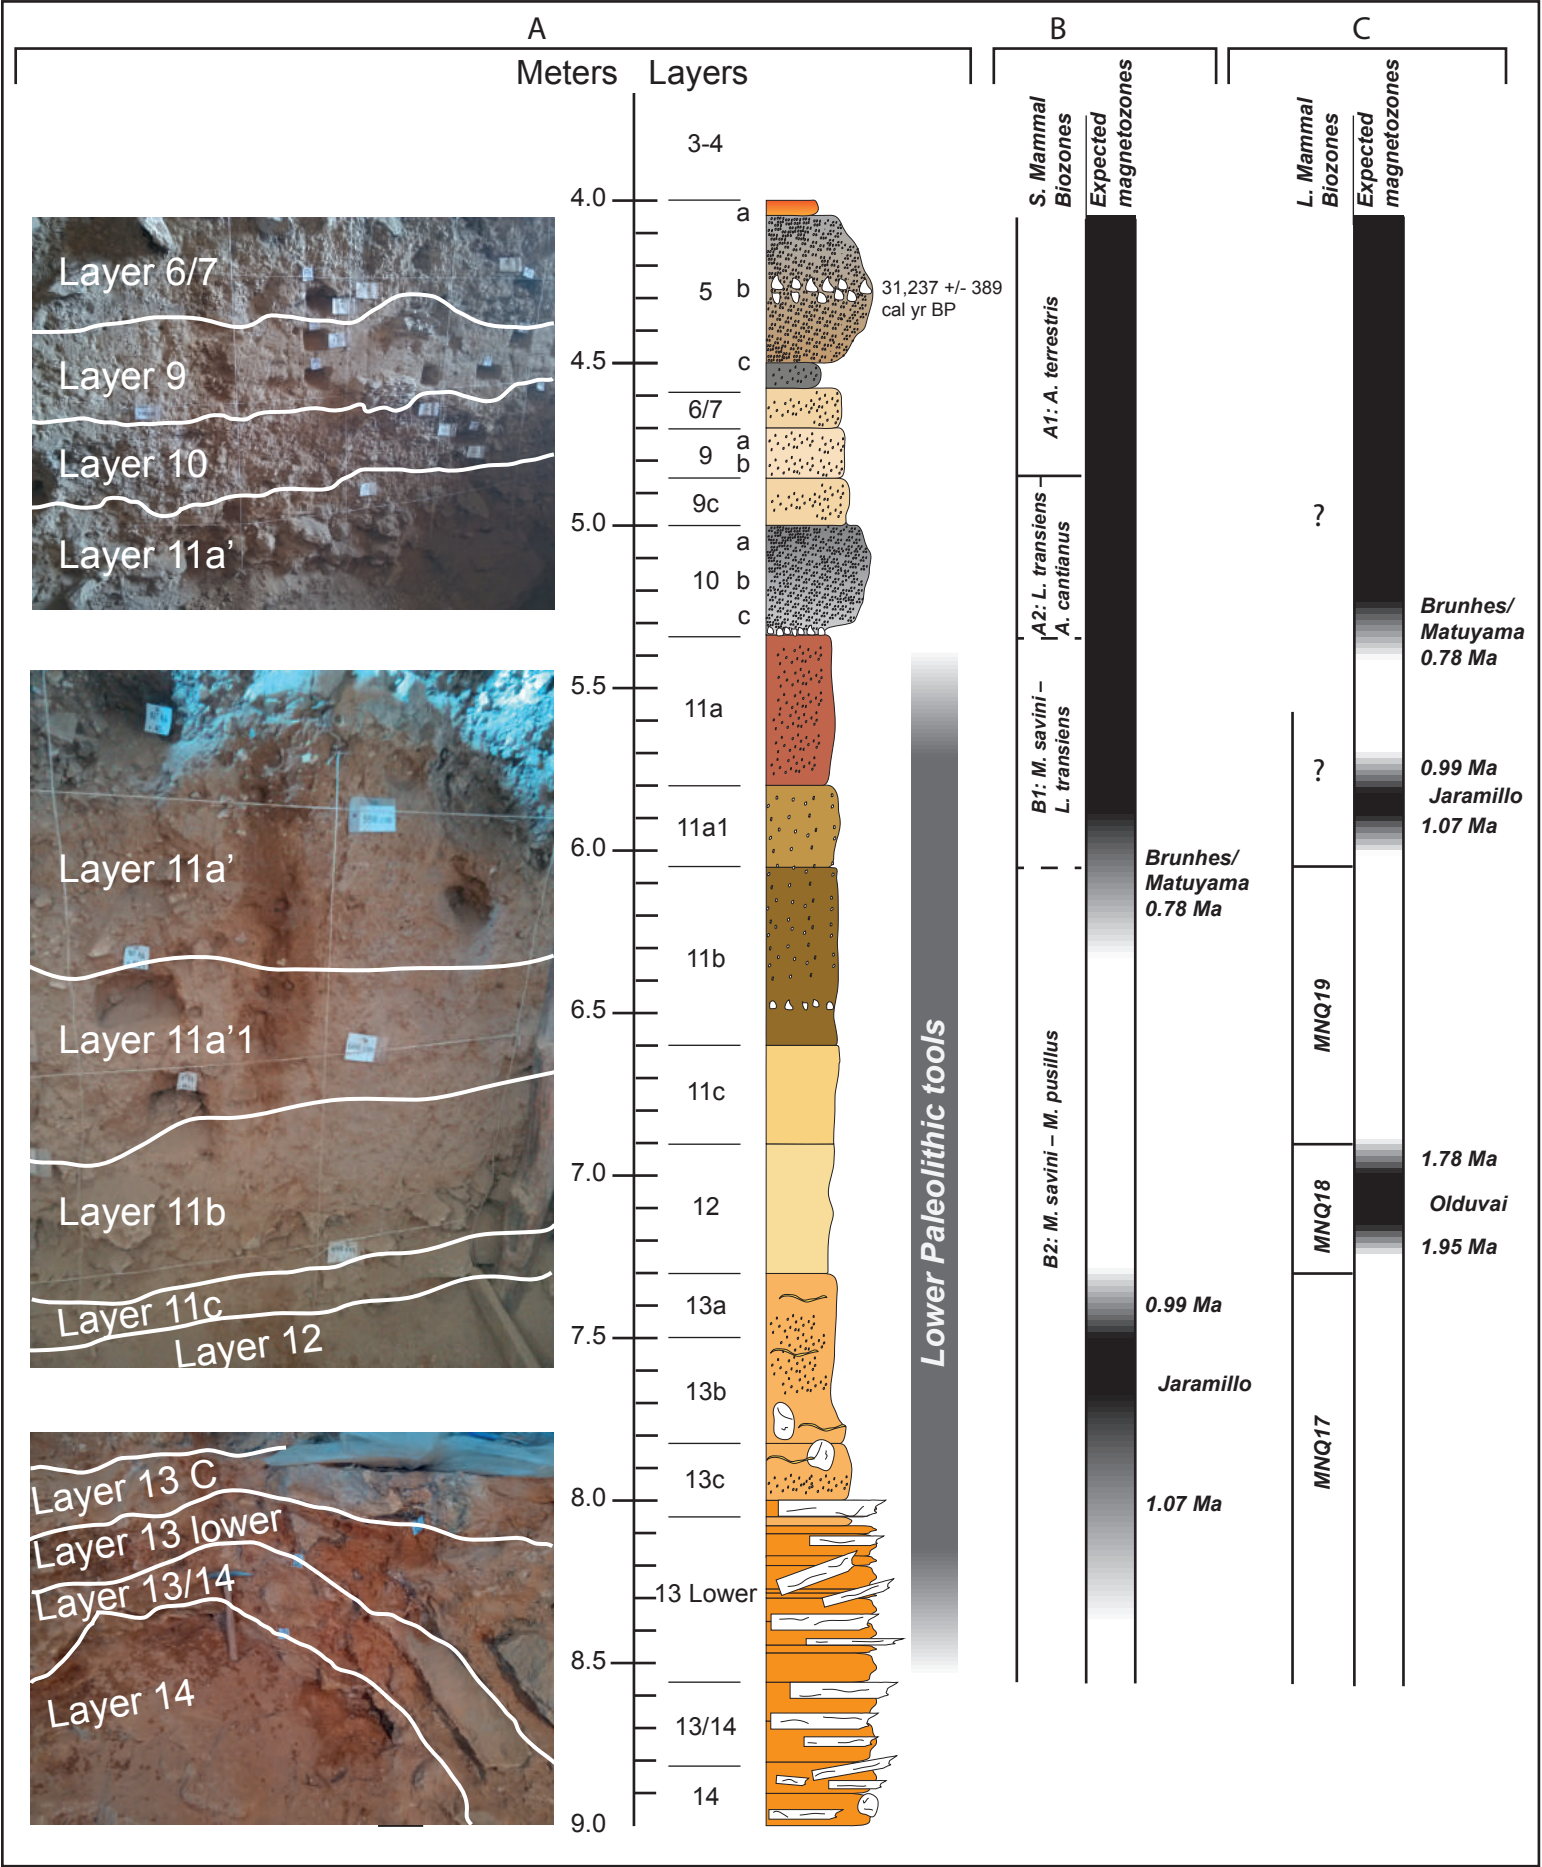 A
B
C
Meters
Layers
S. Mammal
Biozones
Expected
magnetozones
L. Mammal
Biozones
Expected
magnetozones
3-4
4.0
a
5
b
31,237 +/- 389
cal yr BP
4.5
c
6/7
a
9
b
9c
5.0
a
10
b
c
5.5
11a
11a1
6.0
11b
6.5
11c
7.0
12
13a
7.5
13b
13c
8.0
13 Lower
8.5
13/14
14
9.0
Layer 6/7
Layer 9
Layer 10
Layer 11a’
Layer 11a’
Layer 11a’1
Layer 11b
Layer 11c
Layer 12
Layer 13 C
Layer 13 lower
Layer 13/14
Layer 14
Lower Paleolithic tools
A1: A. terrestris
A2: L. transiens –
A. cantianus
B1: M. savini –
L. transiens
B2: M. savini – M. pusillus
Brunhes/
Matuyama
0.78 Ma
0.99 Ma
Jaramillo
1.07 Ma
?
?
MNQ19
MNQ18
MNQ17
Brunhes/
Matuyama
0.78 Ma
0.99 Ma
Jaramillo
1.07 Ma
1.78 Ma
Olduvai
1.95 Ma